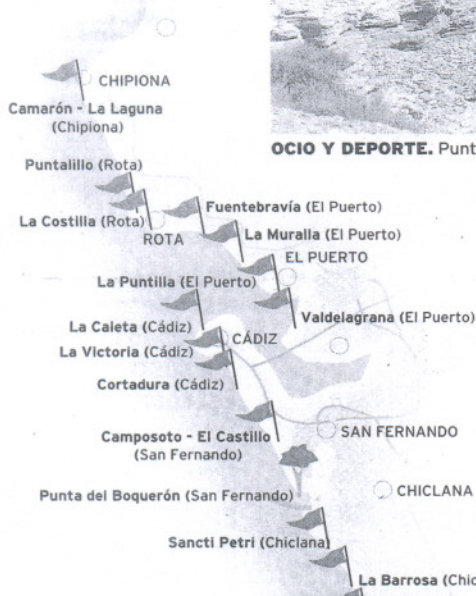 CHIPIONA
Camarón - La Laguna
(Chipiona)
OCIO Y DEPORTE.
Puntalillo (Rota)
Fuentebravía (El Puerto)
La Costilla (Rota)
ROTA
La Muralla (El Puerto)
EL PUERTO
La Puntilla (El Puerto)
Valdelagrana (El Puerto)
La Caleta (Cádiz)
CÁDIZ
La Victoria (Cádiz)
Cortadura (Cádiz)
Camposoto - El Castillo
(San Fernando)
SAN FERNANDO
Punta del Boquerón (San Fernando)
CHICLANA
Sancti Petri (Chiclana)
La Barrosa